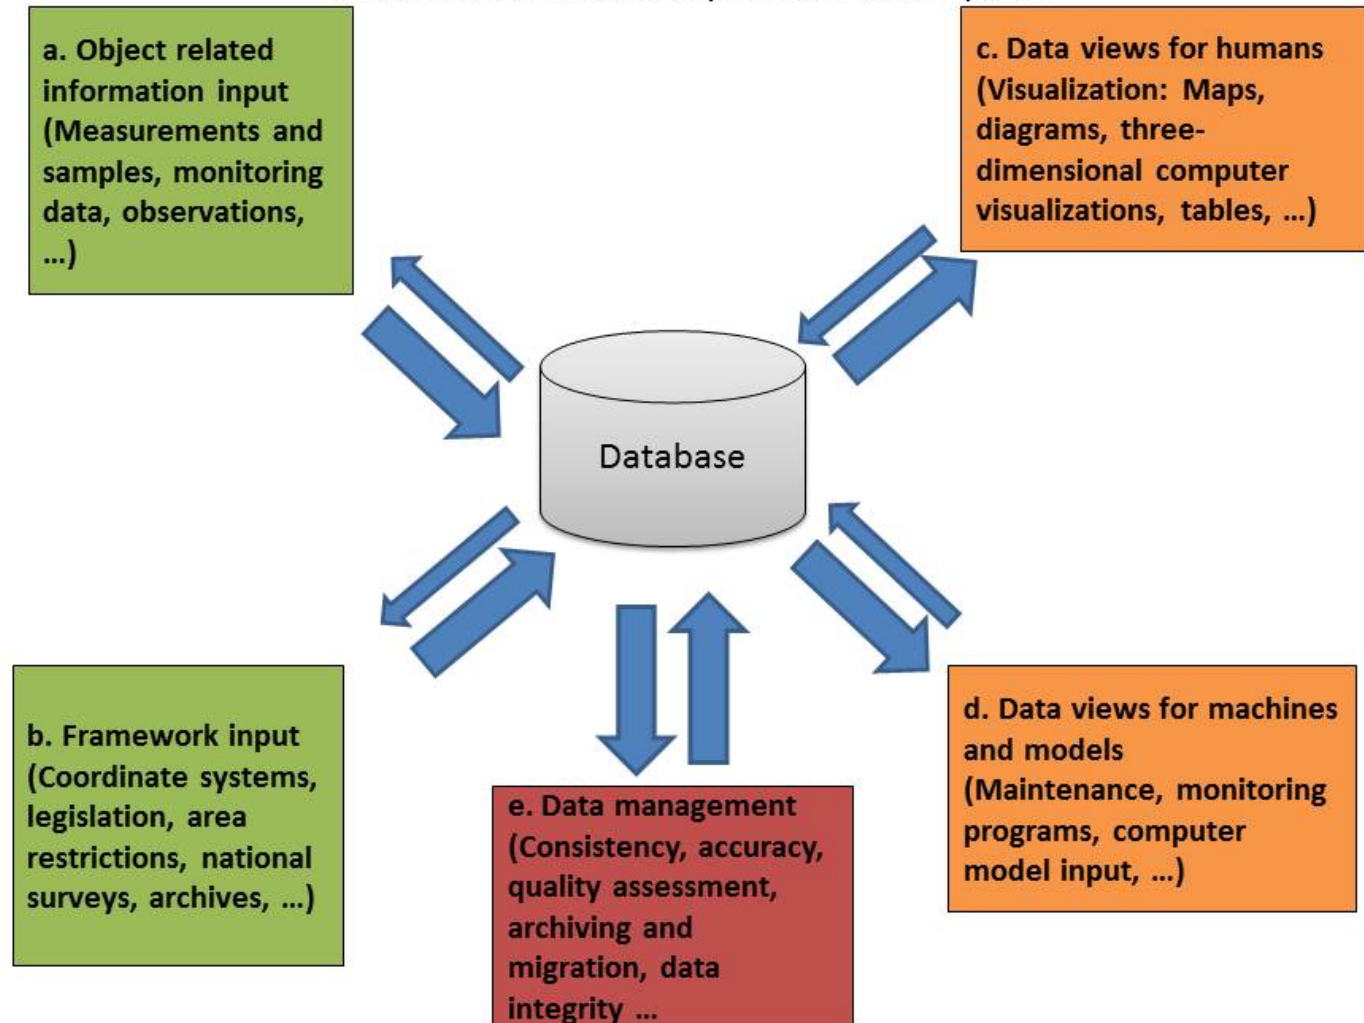 a. Object related
information input
(Measurements and
samples, monitoring
data, observations,
...)
c. Data views for humans
(Visualization: Maps,
diagrams, three-
dimensional computer
visualizations, tables, ...)
Database
b. Framework input
(Coordinate systems,
legislation, area
restrictions, national
surveys, archives, ...)
e. Data management
(Consistency, accuracy,
quality assessment,
archiving and
migration, data
integrity ...
d. Data views for machines
and models
(Maintenance, monitoring
programs, computer
model input, ...)